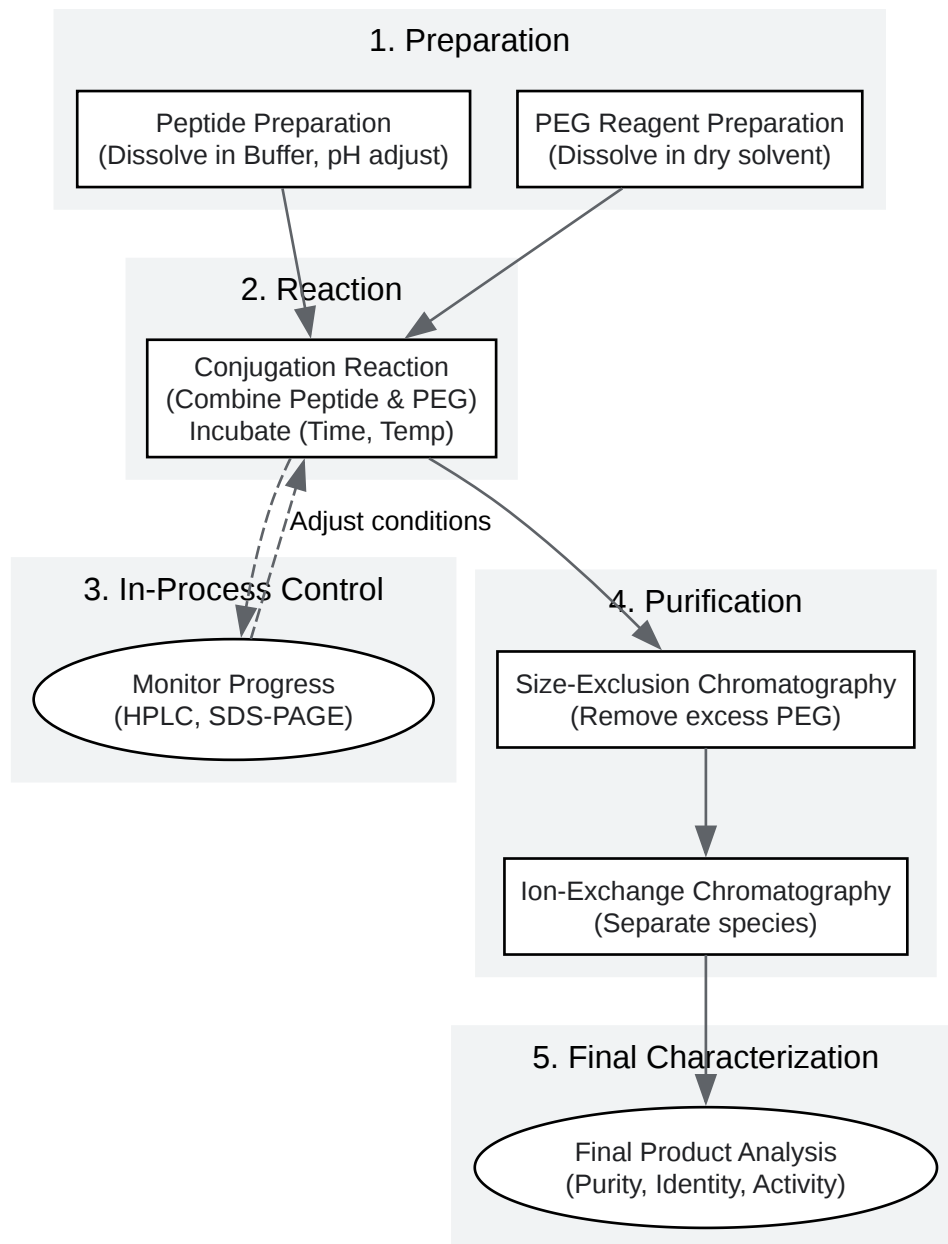 1. Preparation
Peptide Preparation
(Dissolve in Buffer, pH adjust)
PEG Reagent Preparation
(Dissolve in dry solvent)
2. Reaction
Conjugation Reaction
(Combine Peptide & PEG)
Incubate (Time, Temp)
Adjust conditions
3. In-Process Control
Monitor Progress
(HPLC, SDS-PAGE)
4. Purification
Size-Exclusion Chromatography
(Remove excess PEG)
Ion-Exchange Chromatography
(Separate species)
5. Final Characterization
Final Product Analysis
(Purity, Identity, Activity)